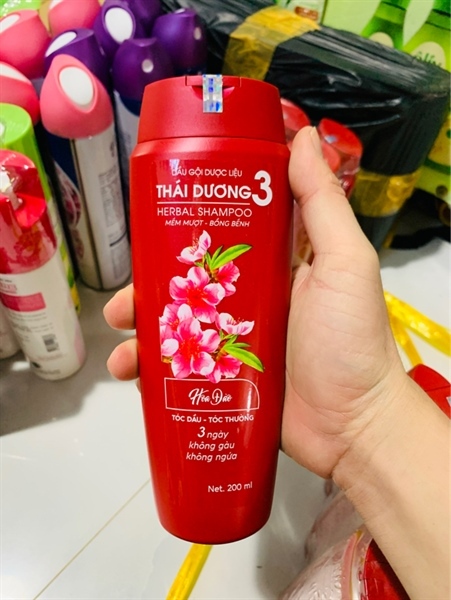 DẦU GỘI DƯỢC LIỆU
THÁI DƯƠNG 3
HERBAL SHAMPOO
MỀM MƯỢT - BỒNG BỀNH
Hoa Đào
TÓC DẦU - TÓC THƯỜNG
3 ngày
không gàu
không ngứa
Net. 200 ml